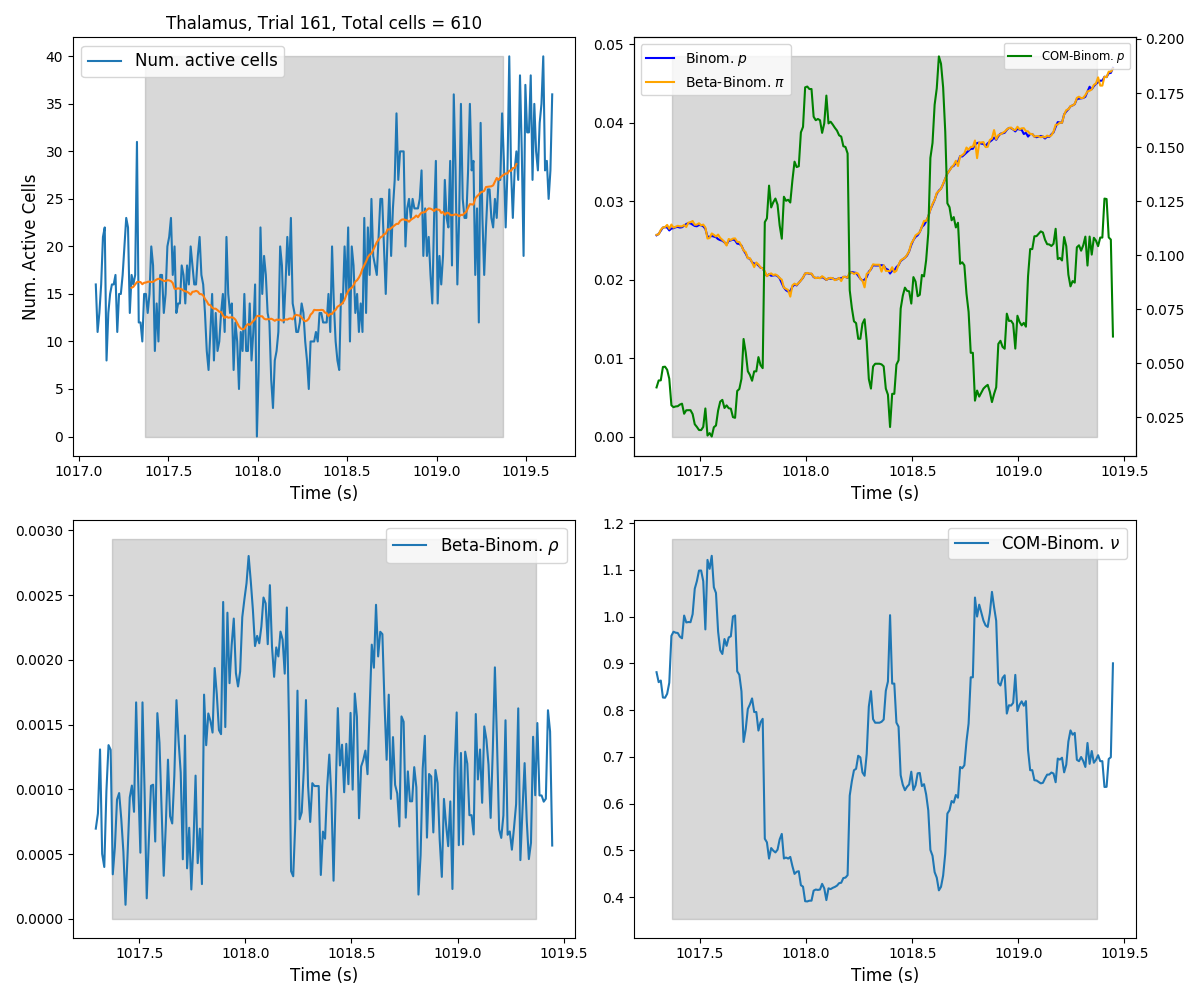 Thalamus, Trial 161, Total cells = 610
Num. active cells
40
35
30
25
20
15
10
5
0
Num. Active Cells
1017.0 1017.5 1018.0 1018.5 1019.0 1019.5
Time (s)
Binom. p
Beta-Binom. π
COM-Binom. p
0.05
0.04
0.03
0.02
0.01
0.00
0.200
0.175
0.150
0.125
0.100
0.075
0.050
0.025
1017.5 1018.0 1018.5 1019.0 1019.5
Time (s)
Beta-Binom. ρ
0.0030
0.0025
0.0020
0.0015
0.0010
0.0005
0.0000
1017.5 1018.0 1018.5 1019.0 1019.5
Time (s)
COM-Binom. ν
1.2
1.1
1.0
0.9
0.8
0.7
0.6
0.5
0.4
1017.5 1018.0 1018.5 1019.0 1019.5
Time (s)